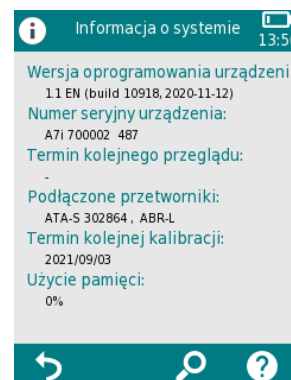 Informacja o systemie
13:5
Wersja oprogramowania urządzeni
1.1 EN (build 10918, 2020-11-12)
Numer seryjny urządzenia:
A7i 700002 487
Termin kolejnego przeglądu:
-
Podłączone przetworniki:
ATA-S 302864 , ABR-L
Termin kolejnej kalibracji:
2021/09/03
Użycie pamięci:
0%
?